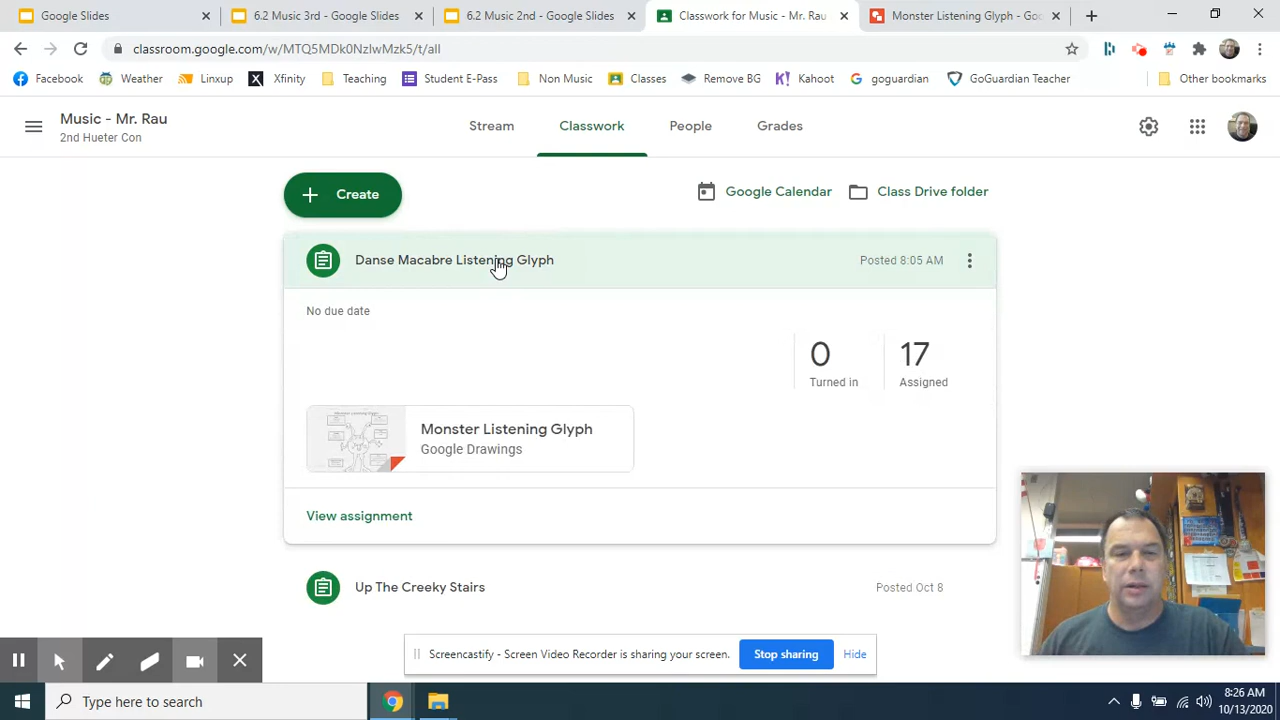 Google Slides
6.2 Music 3rd - Google Slides
6.2 Music 2nd - Google Slides
Classwork for Music - Mr. Rau
Monster Listening Glyph - Goo
classroom.google.com/w/MTQ5MDk0NzlwMzk5/t/all
Facebook
Weather
Linxup
Xfinity
Teaching
Student E-Pass
Non Music
Classes
Remove BG
Kahoot
goguardian
GoGuardian Teacher
Other bookmarks
Music - Mr. Rau
2nd Hueter Con
Stream
Classwork
People
Grades
Create
Google Calendar
Class Drive folder
Danse Macabre Listening Glyph
Posted 8:05 AM
No due date
0
17
Turned in
Assigned
Monster Listening Glyph
Google Drawings
View assignment
Up The Creeky Stairs
Posted Oct 8
Screencastify - Screen Video Recorder is sharing your screen.
Stop sharing
Hide
Type here to search
8:26 AM
10/13/2020